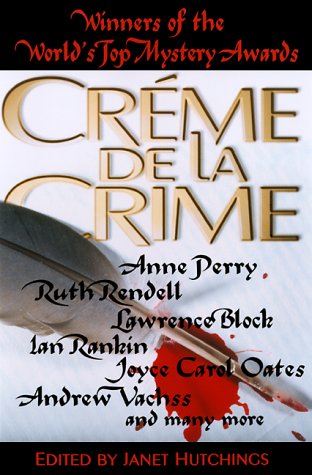 Winners of the
World's Top Mystery Awards
CRÉME
DE LA
CRIME
Anne Perry
Ruth Rendell
Lawrence Block
Ian Rankin
Joyce Carol Oates
Andrew Vachss
and many more
EDITED BY JANET HUTCHINGS